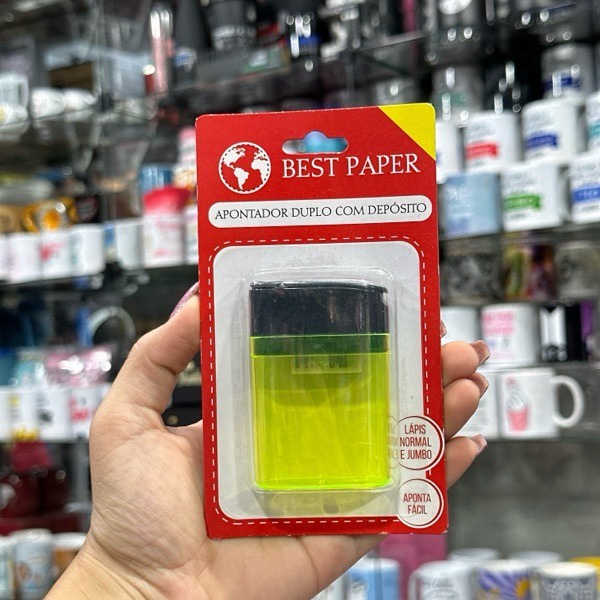 BEST PAPER
APONTADOR DUPLO COM DEPÓSITO
LÁPIS
NORMAL
E JUMBO
APONTA
FÁCIL